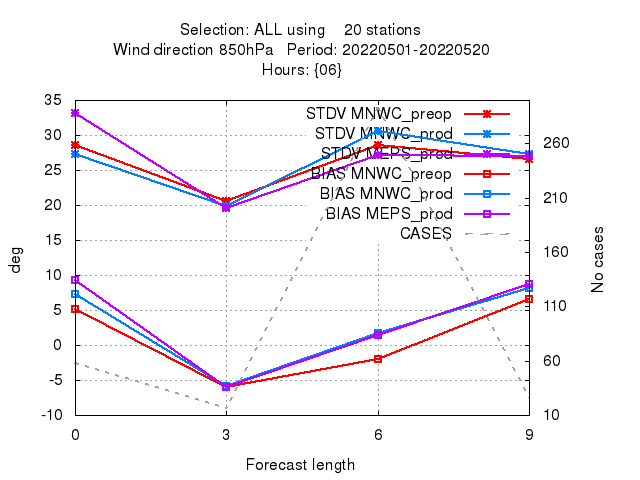 Selection: ALL using 20 stations
Wind direction 850hPa Period: 20220501-20220520
Hours: {06}
35
30
25
20
15
10
5
0
-5
-10
deg
STDV MNWC_preop
STDV MNWC_prod
STDV MEPS_prod
BIAS MNWC_preop
BIAS MNWC_prod
BIAS MEPS_prod
CASES
260
210
160
110
60
10
No cases
0 3 6 9
Forecast length